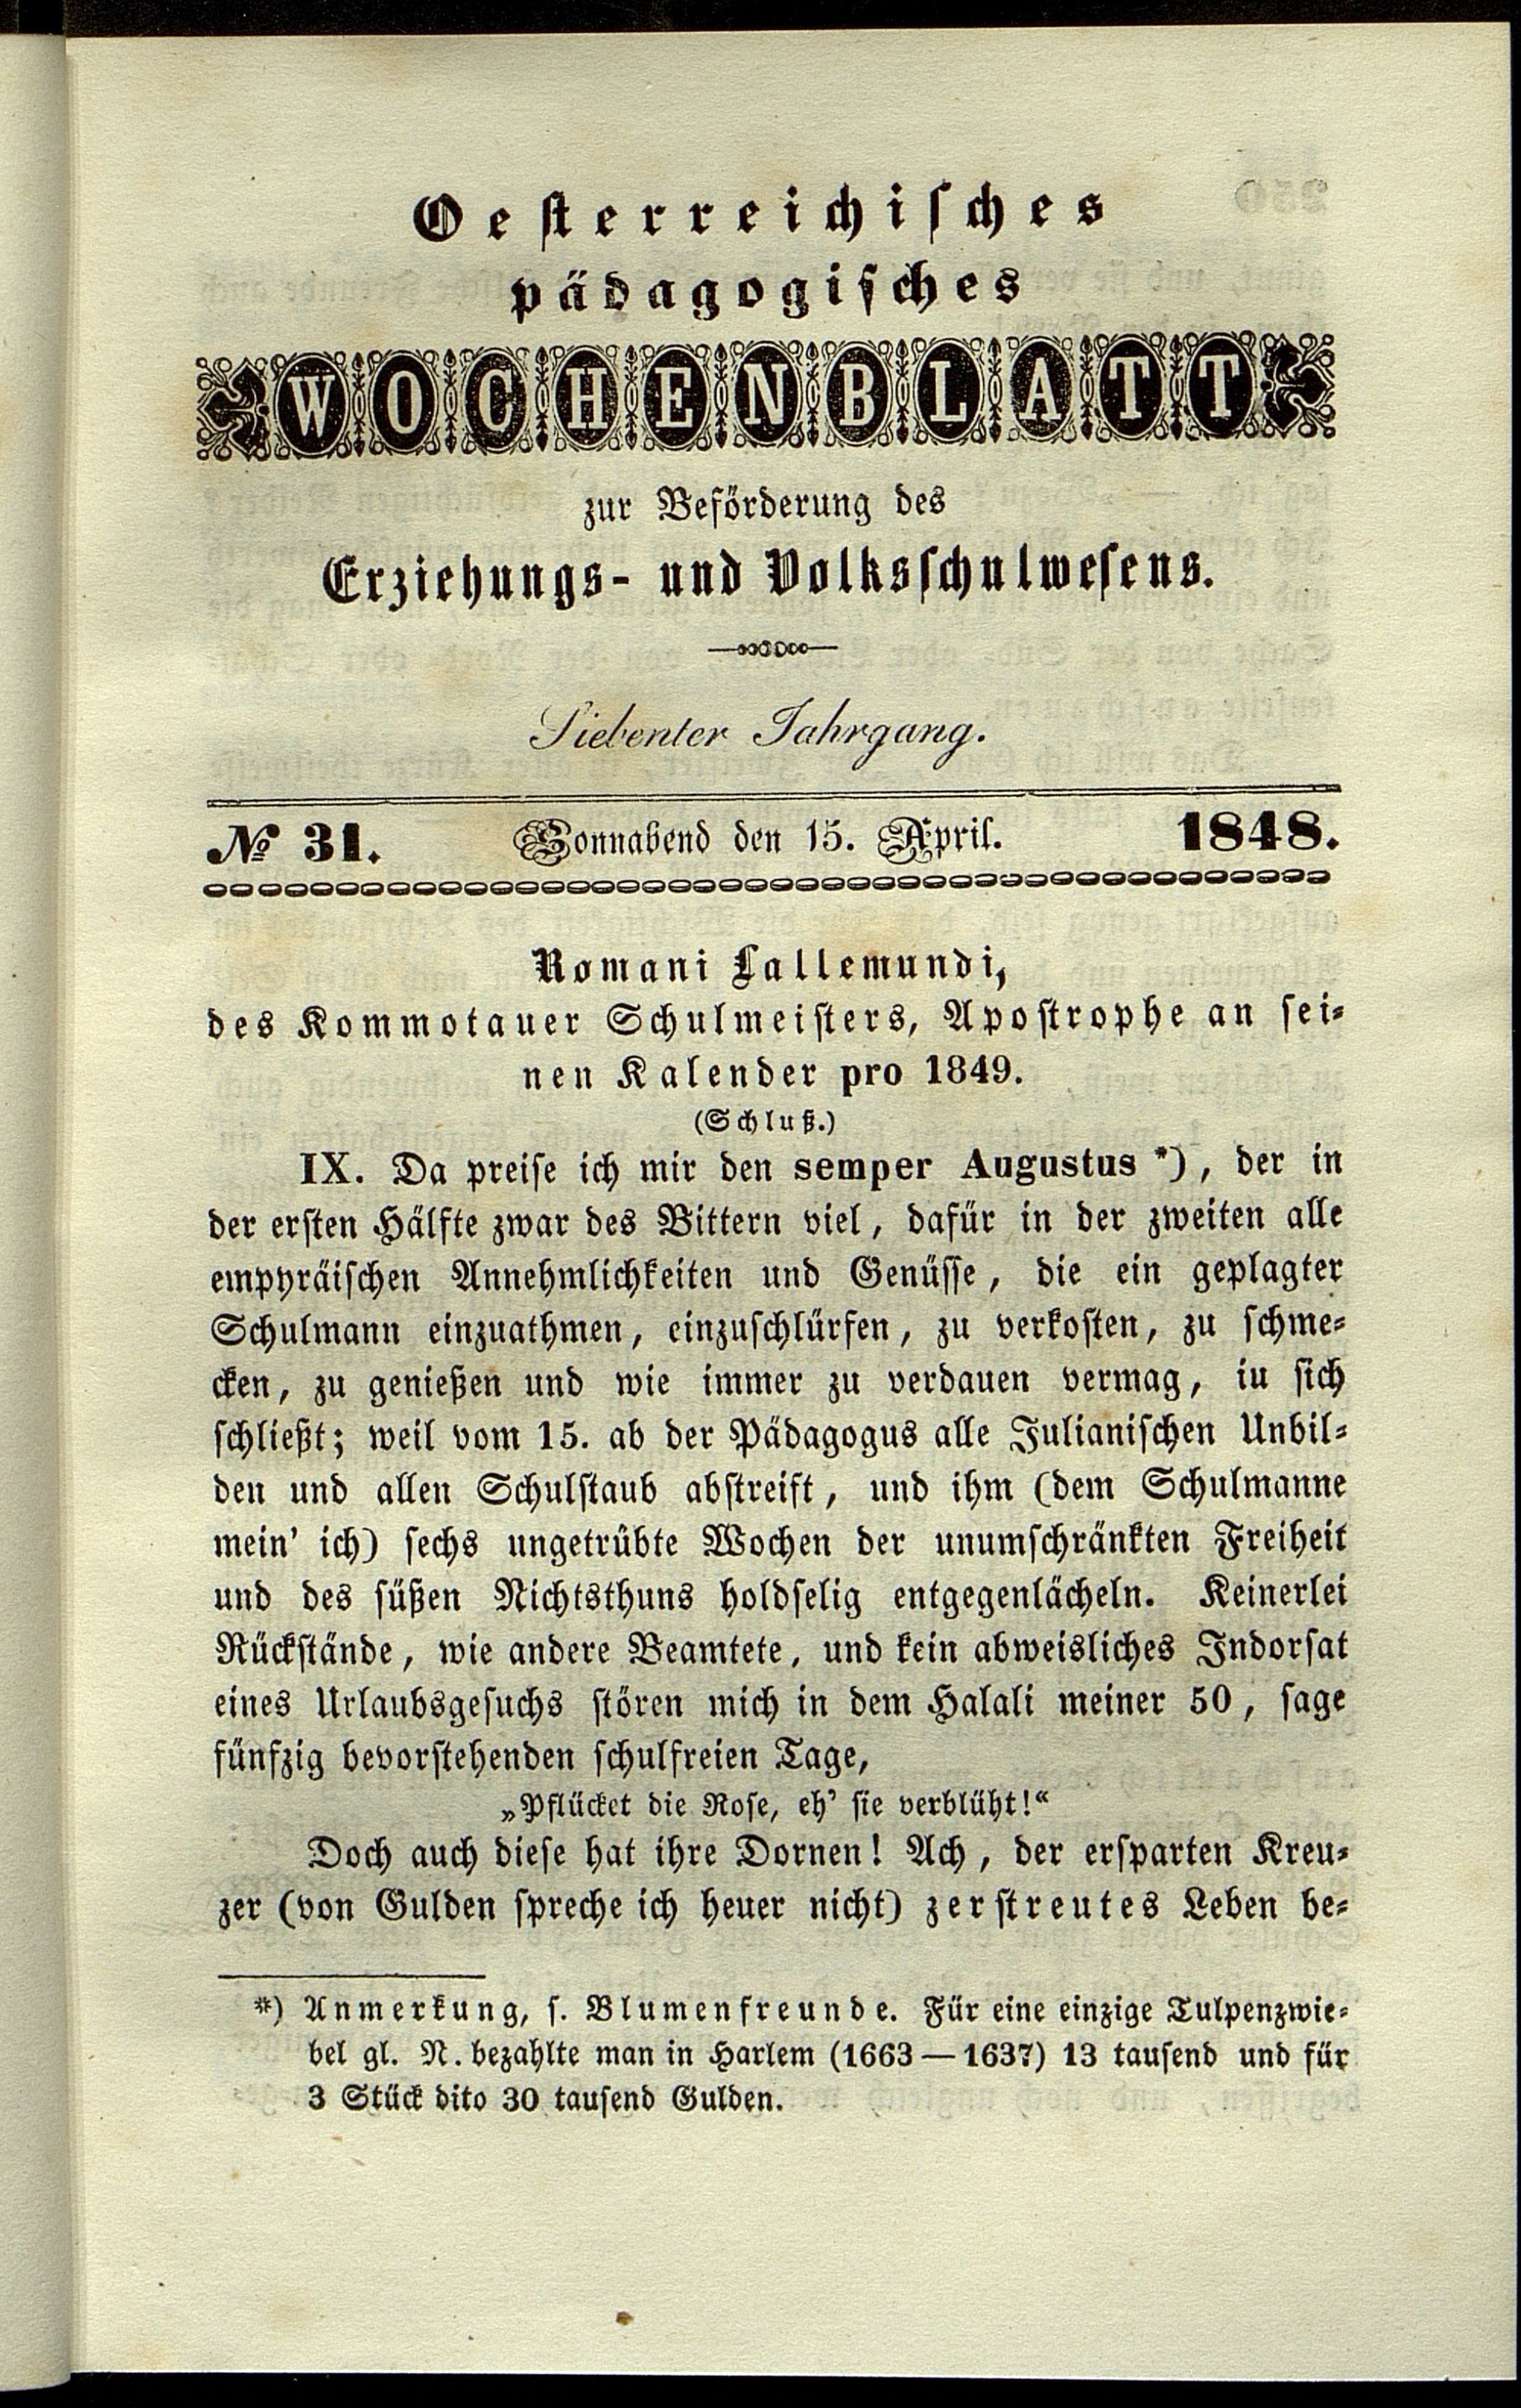 Oesterreichisches
pädagogisches
WOCHENBLATT
zur Beförderung des
Erziehungs- und Volksschulwesens.
Siebenter Jahrgang.
№ 31. Sonnabend den 15. April. 1848.
Romani Lallemundi,
des Kommotauer Schulmeisters, Apostrophe an sei-
nen Kalender pro 1849.
(Schluß.)
IX. Da preise ich mir den semper Augustus *), der in
der ersten Hälfte zwar des Bittern viel, dafür in der zweiten alle
empyräischen Annehmlichkeiten und Genüsse, die ein geplagter
Schulmann einzuathmen, einzuschlürfen, zu verkosten, zu schme-
cken, zu genießen und wie immer zu verdauen vermag, iu sich
schließt; weil vom 15. ab der Pädagogus alle Julianischen Unbil-
den und allen Schulstaub abstreift, und ihm (dem Schulmanne
mein' ich) sechs ungetrübte Wochen der unumschränkten Freiheit
und des süßen Nichtsthuns holdselig entgegenlächeln. Keinerlei
Rückstände, wie andere Beamtete, und kein abweisliches Indorsat
eines Urlaubsgesuchs stören mich in dem Halali meiner 50, sage
fünfzig bevorstehenden schulfreien Tage,
„Pflücket die Rose, eh' sie verblüht!“
Doch auch diese hat ihre Dornen! Ach, der ersparten Kreu-
zer (von Gulden spreche ich heuer nicht) zerstreutes Leben be-
*) Anmerkung, s. Blumenfreunde. Für eine einzige Tulpenzwie-
bel gl. N. bezahlte man in Harlem (1663—1637) 13 tausend und für
3 Stück dito 30 tausend Gulden.